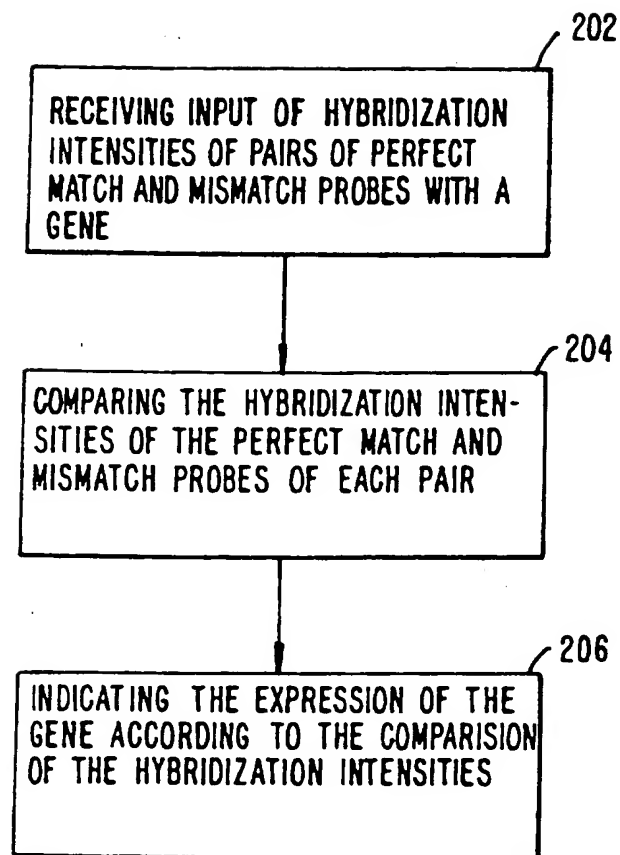 202
RECEIVING INPUT OF HYBRIDIZATION
INTENSITIES OF PAIRS OF PERFECT
MATCH AND MISMATCH PROBES WITH A
GENE
204
COMPARING THE HYBRIDIZATION INTEN-
SITIES OF THE PERFECT MATCH AND
MISMATCH PROBES OF EACH PAIR
206
INDICATING THE EXPRESSION OF THE
GENE ACCORDING TO THE COMPARISION
OF THE HYBRIDIZATION INTENSITIES